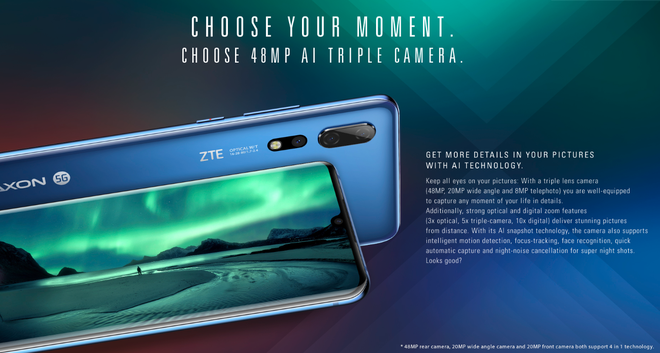 CHOOSE YOUR MOMENT.
CHOOSE 48MP AI TRIPLE CAMERA.
ZTE
XON 5G
GET MORE DETAILS IN YOUR PICTURES
WITH AI TECHNOLOGY.
Keep all eyes on your pictures: With a triple lens camera
(48MP, 20MP wide angle and 8MP telephoto) you are well-equipped
to capture any moment of your life in details.
Additionally, strong optical and digital zoom features
(3x optical, 5x triple-camera, 10x digital) deliver stunning pictures
from distance. With its AI snapshot technology, the camera also supports
intelligent motion detection, focus-tracking, face recognition, quick
automatic capture and night-noise cancellation for super night shots.
Looks good?
* 48MP rear camera, 20MP wide angle camera and 20MP front camera both support 4 in 1 technology.